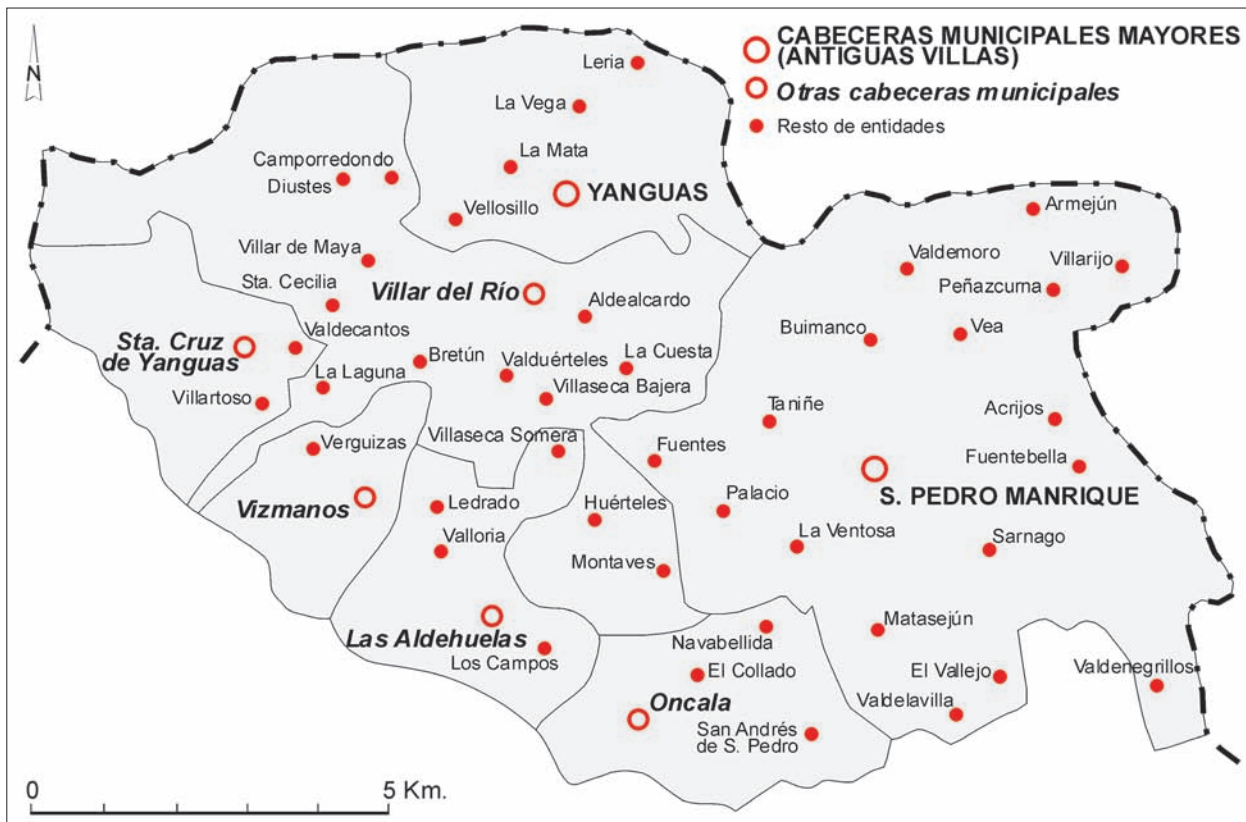 N
CABECERAS MUNICIPALES MAYORES
(ANTIGUAS VILLAS)
Otras cabeceras municipales
Resto de entidades
Leria
La Vega
La Mata
Camporredondo
Diustes
YANGUAS
Vellosillo
Armejún
Villar de Maya
Valdemoro
Villarijo
Sta. Cecilia
Villar del Río
Aldealcardo
Peñazcurna
Sta. Cruz
de Yanguas
Valdecantos
Buimanco
Vea
La Laguna
Bretún
Valduérteles
La Cuesta
Villartoso
Villaseca Bajera
Taniñe
Acrijos
Verguizas
Villaseca Somera
Fuentes
Fuentebella
Vizmanos
Ledrado
Huérteles
Palacio
S. PEDRO MANRIQUE
Valloria
La Ventosa
Sarnago
Montaves
Las Aldehuelas
Los Campos
Navabellida
Matasejún
El Collado
El Vallejo
Valdenegrillos
Oncala
Valdelavilla
San Andrés
de S. Pedro
0 5 Km.